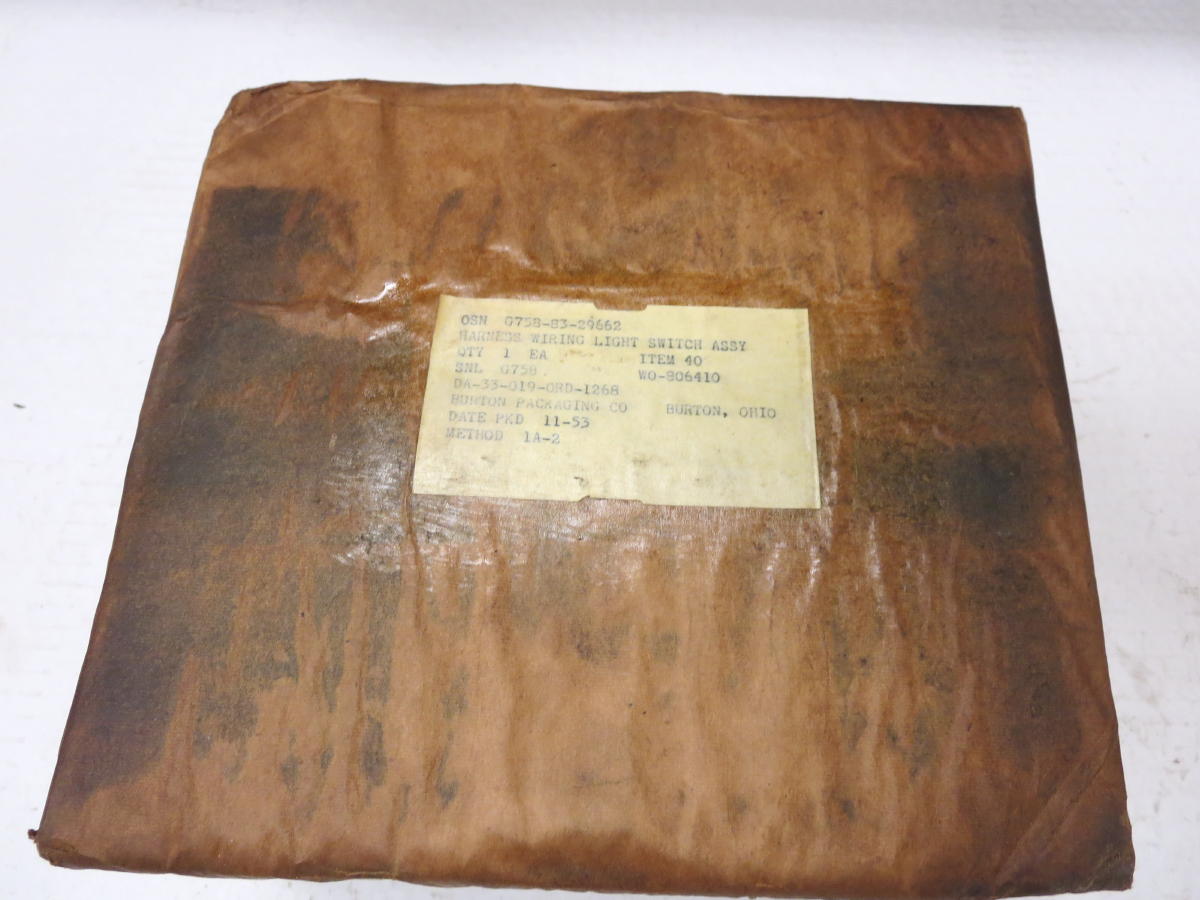 OSN G758-83-29662
HARNESS WIRING LIGHT SWITCH ASSY
QTY 1 EA ITEM 40
SNL G758 WO-806410
DA-33-019-ORD-1268
BURTON PACKAGING CO BURTON, OHIO
DATE PKD 11-53
METHOD 1A-2